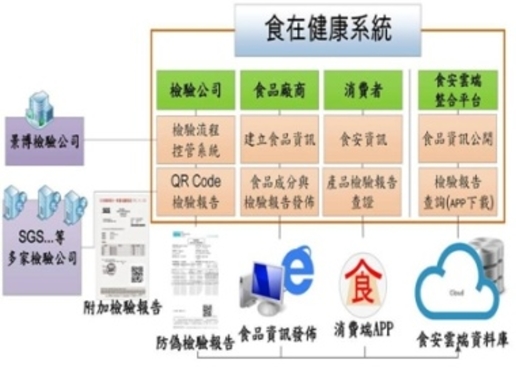 食在健康系統
檢驗公司
食品廠商
消費者
食安雲端
整合平台
景博檢驗公司
檢驗流程
控管系統
建立食品資訊
食安資訊
食品資訊公開
QR Code
檢驗報告
食品成分與
檢驗報告發佈
產品檢驗報告
查證
檢驗報告
查詢(APP下載)
SGS...等
多家檢驗公司
附加檢驗報告
防偽檢驗報告
食品資訊發佈
食
消費端APP
Cloud
食安雲端資料庫